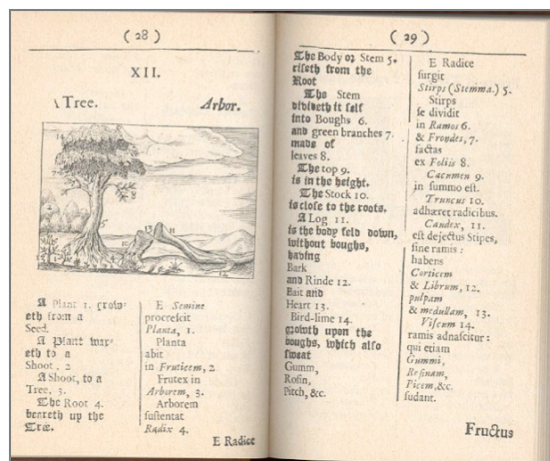 ( 28 )
XII.
Tree. Arbor.
A Plant 1. grow-
eth from a
Seed.
A Plant wax-
eth to a
Shoot, 2
A Shoot, to a
Tree, 3.
The Root 4.
beareth up the
Tree.
E Semine
procrescit
Planta, 1.
Planta
abit
in Fruticem, 2
Frutex in
Arborem, 3.
Arborem
sustentat
Radix 4.
E Radice
( 29 )
The Body or Stem 5.
riseth from the
Root
The Stem
divideth it self
into Boughs 6.
and green branches 7.
made of
leaves 8.
The top 9.
is in the height.
The Stock 10.
is close to the roots.
A Log 11.
is the body feld down,
without boughs,
having
Bark
and Rinde 12.
Bait and
Heart 13.
Bird-lime 14.
groweth upon the
boughs, which also
sweat
Gumm,
Rosin,
Pitch, &c.
E Radice
surgit
Stirps (Stemma.) 5.
Stirps
se dividit
in Ramos 6.
& Frondes, 7.
factas
ex Foliis 8.
Cacumen 9.
in summo est.
Truncus 10.
adhæret radicibus.
Caudex, 11.
est dejectus Stipes,
sine ramis :
habens
Corticem
& Librum, 12.
pulpam
& medullam, 13.
Viscum 14.
ramis adnascitur :
qui etiam
Gummi,
Resinam,
Picem, &c.
sudant.
Fructus